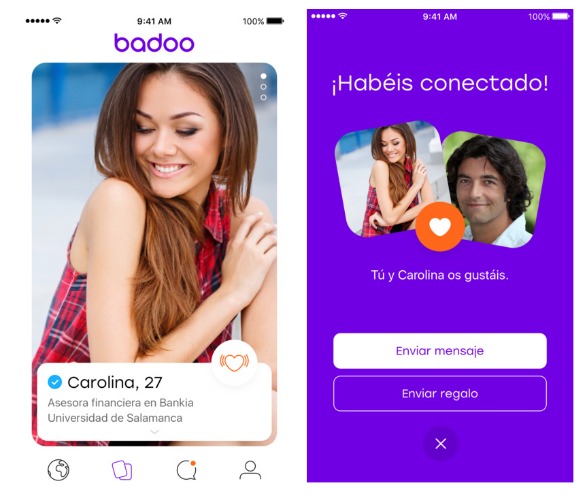 9:41 AM
100%
badoo
Carolina, 27
Asesora financiera en Bankia
Universidad de Salamanca
9:41 AM
100%
¡Habéis conectado!
Tú y Carolina os gustáis.
Enviar mensaje
Enviar regalo